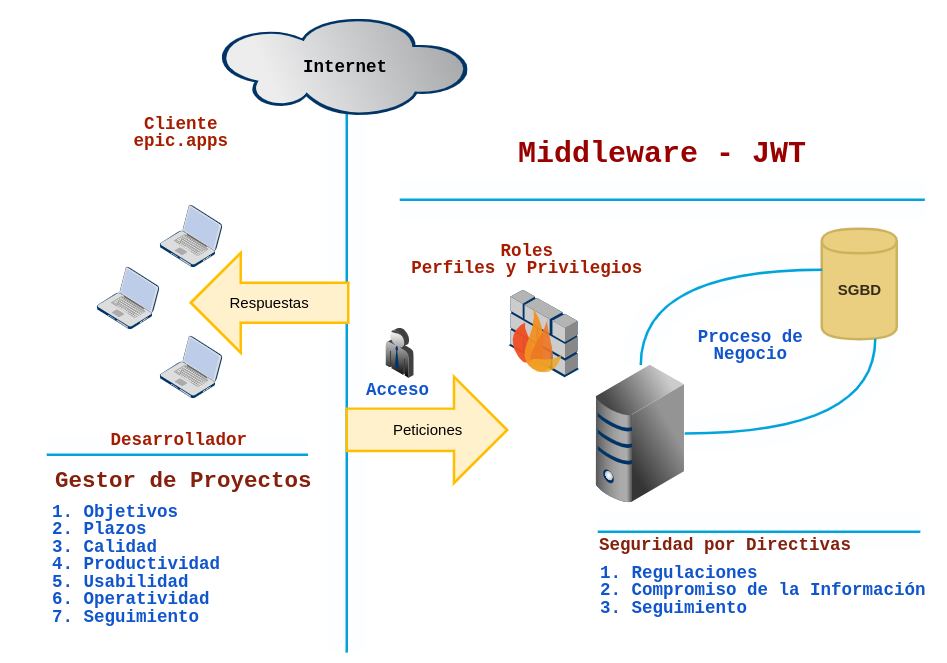 Internet
Cliente
epic.apps
Middleware - JWT
Roles
Perfiles y Privilegios
SGBD
Respuestas
Proceso de
Negocio
Acceso
Peticiones
Desarrollador
Gestor de Proyectos
1. Objetivos
2. Plazos
3. Calidad
4. Productividad
5. Usabilidad
6. Operatividad
7. Seguimiento
Seguridad por Directivas
1. Regulaciones
2. Compromiso de la Información
3. Seguimiento